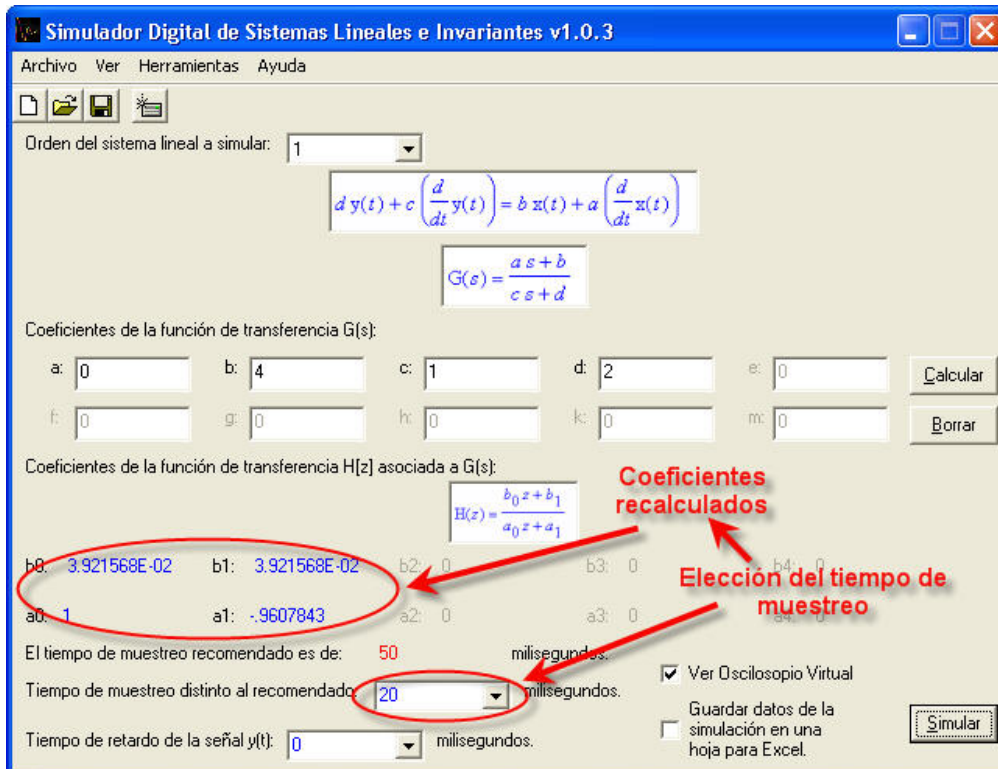 Simulador Digital de Sistemas Lineales e Invariantes v1.0.3
Archivo Ver Herramientas Ayuda
Orden del sistema lineal a simular: 1
d y(t) + c (d/dt y(t)) = b x(t) + a (d/dt x(t))
G(s) = (a s + b) / (c s + d)
Coeficientes de la función de transferencia G(s):
a: 0 b: 4 c: 1 d: 2 e: 0 Calcular
f: 0 g: 0 h: 0 k: 0 m: 0 Borrar
Coeficientes de la función de transferencia H[z] asociada a G(s):
Coeficientes
recalculados
H(z) = (b0 z + b1) / (a0 z + a1)
b0: 3.921568E-02 b1: 3.921568E-02 b2: 0 b3: 0 b4: 0
Elección del tiempo de
muestreo
a0: 1 a1: -.9607843 a2: 0 a3: 0 a4: 0
El tiempo de muestreo recomendado es de: 50 milisegundos.
Tiempo de muestreo distinto al recomendado: 20 milisegundos.
Ver Osciloscopio Virtual
Guardar datos de la
simulación en una
hoja para Excel.
Simular
Tiempo de retardo de la señal y(t): 0 milisegundos.